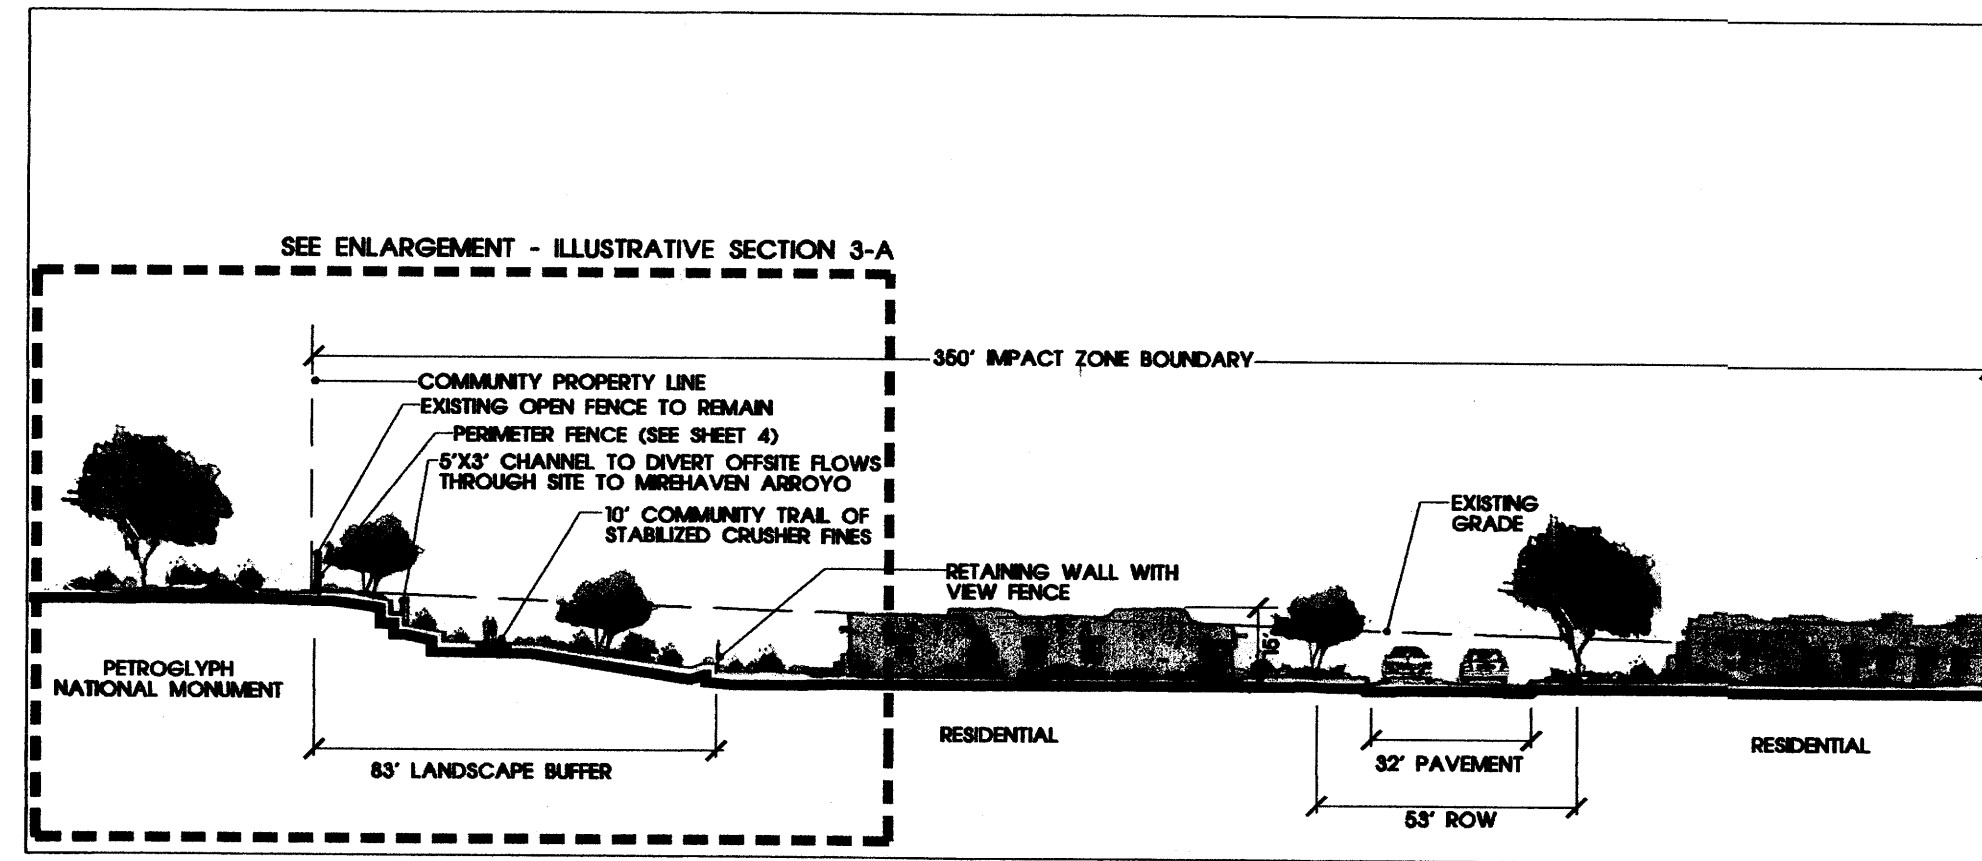 SEE ENLARGEMENT - ILLUSTRATIVE SECTION 3-A
350' IMPACT ZONE BOUNDARY
COMMUNITY PROPERTY LINE
EXISTING OPEN FENCE TO REMAIN
PERIMETER FENCE (SEE SHEET 4)
5'X3' CHANNEL TO DIVERT OFFSITE FLOWS
THROUGH SITE TO MIREHAVEN ARROYO
10' COMMUNITY TRAIL OF
STABILIZED CRUSHER FINES
EXISTING
GRADE
RETAINING WALL WITH
VIEW FENCE
15'
PETROGLYPH
NATIONAL MONUMENT
RESIDENTIAL
RESIDENTIAL
83' LANDSCAPE BUFFER
32' PAVEMENT
53' ROW